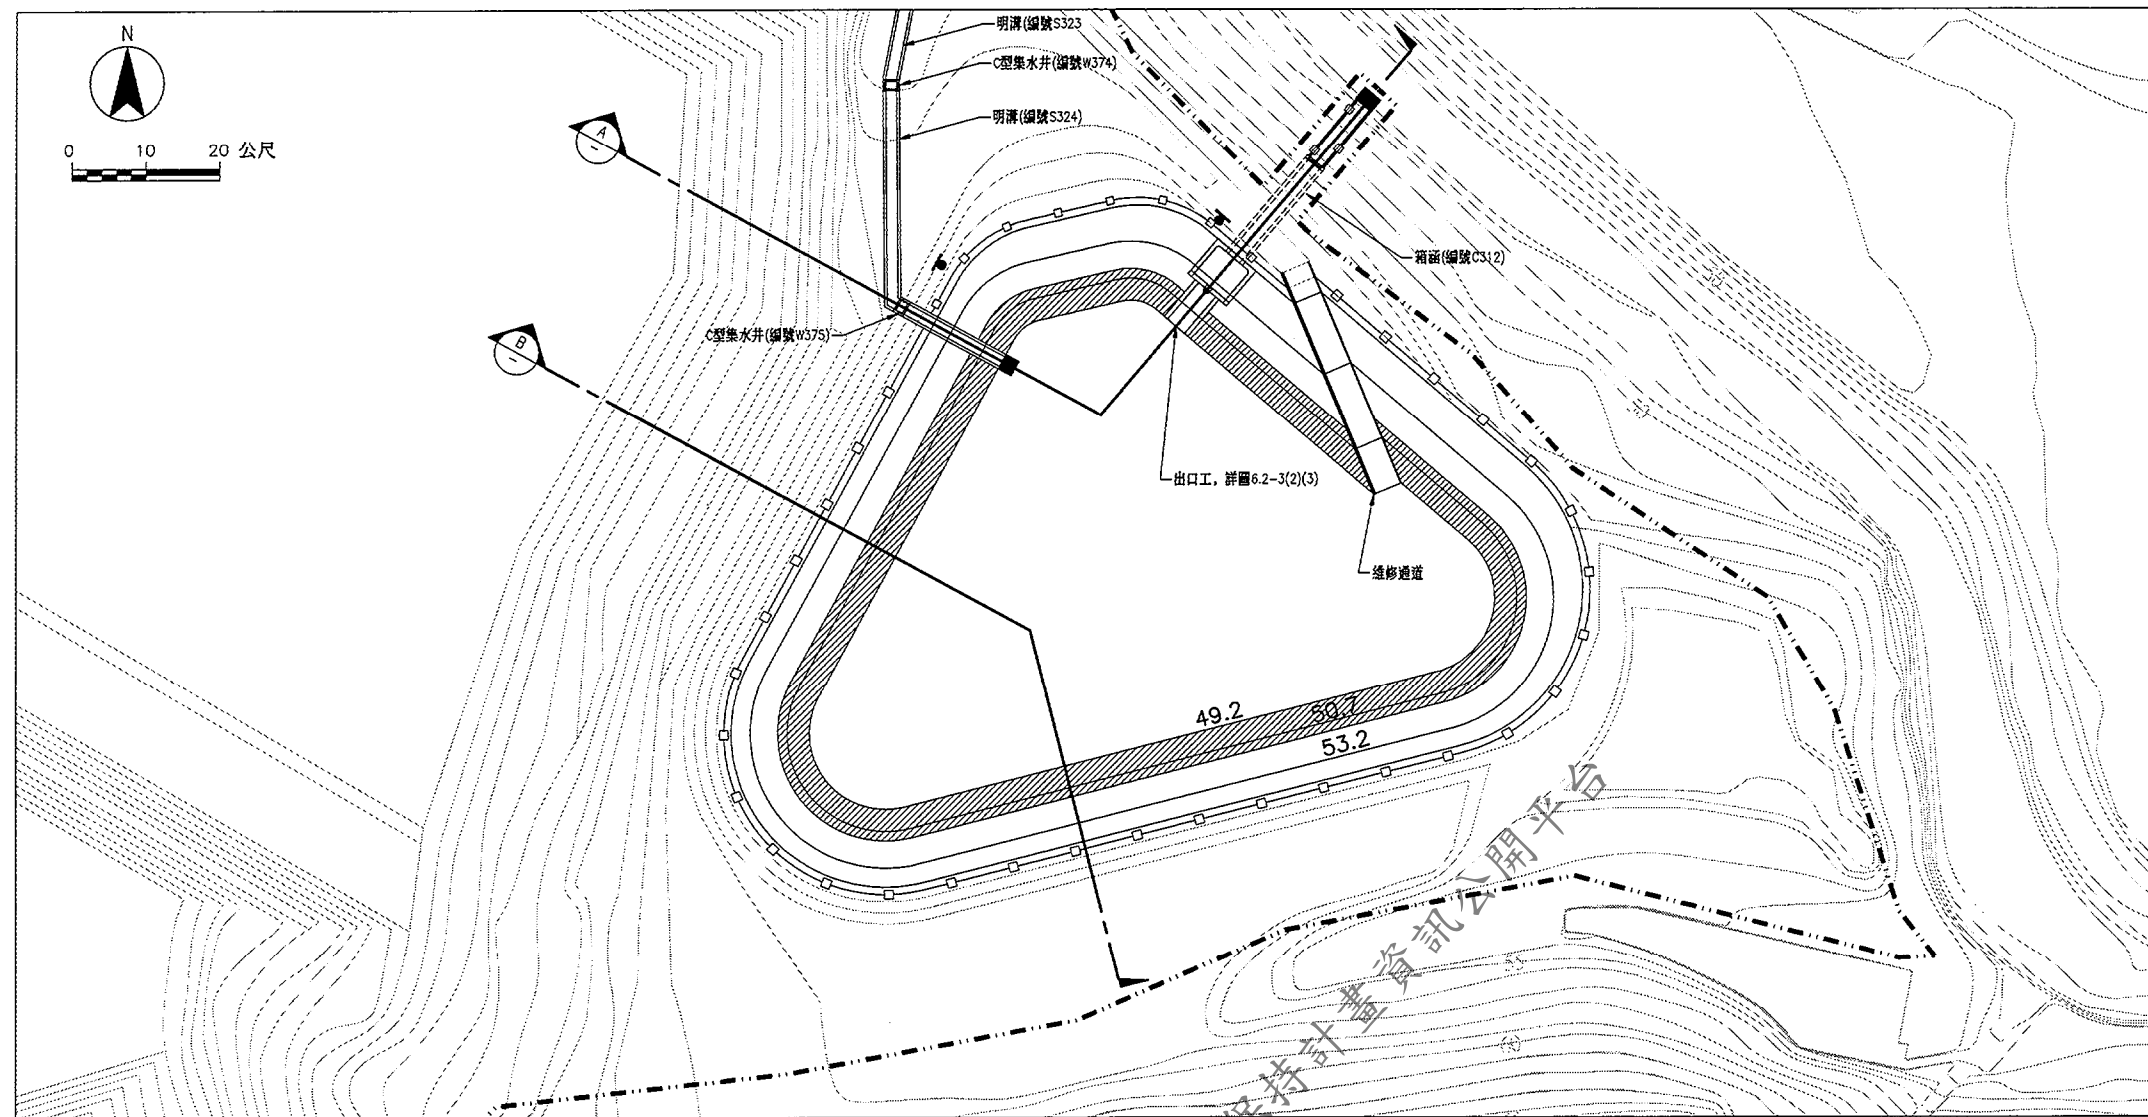 N
0 10 20 公尺
明溝(編號S323
C型集水井(編號W374)
明溝(編號S324)
A
-
箱涵(編號C312)
C型集水井(編號W375)
B
-
出口工，詳圖6.2-3(2)(3)
維修通道
49.2
50.7
53.2
保持計畫資訊公開平台